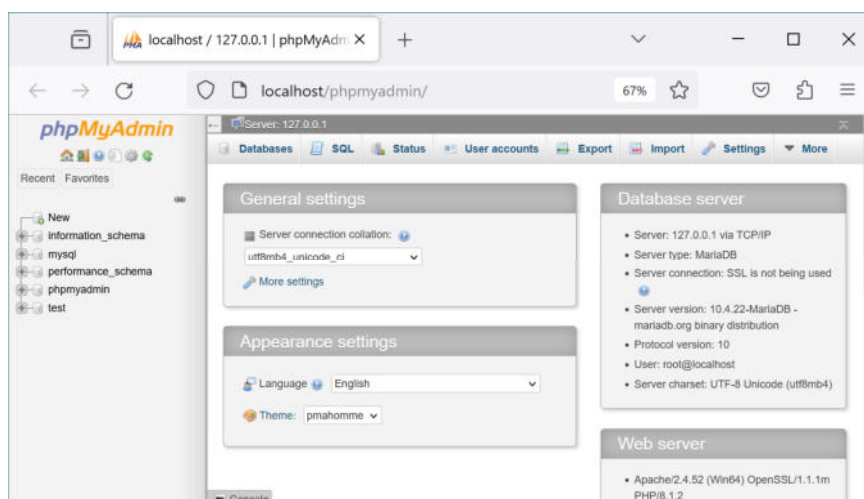 localhost / 127.0.0.1 | phpMyAdm
localhost/phpmyadmin/
67%
phpMyAdmin
Recent Favorites
New
information_schema
mysql
performance_schema
phpmyadmin
test
Server: 127.0.0.1
Databases SQL Status User accounts Export Import Settings More
General settings
Server connection collation:
utf8mb4_unicode_ci
More settings
Appearance settings
Language English
Theme: pmahomme
Console
Database server
• Server: 127.0.0.1 via TCP/IP
• Server type: MariaDB
• Server connection: SSL is not being used
• Server version: 10.4.22-MariaDB -
mariadb.org binary distribution
• Protocol version: 10
• User: root@localhost
• Server charset: UTF-8 Unicode (utf8mb4)
Web server
• Apache/2.4.52 (Win64) OpenSSL/1.1.1m
PHP/8.1.2